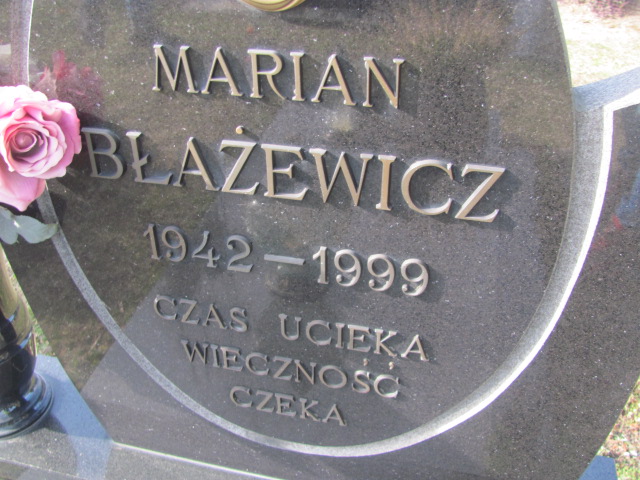 MARIAN
BŁAŻEWICZ
1942 – 1999
CZAS UCIEKA
WIECZNOŚĆ
CZEKA